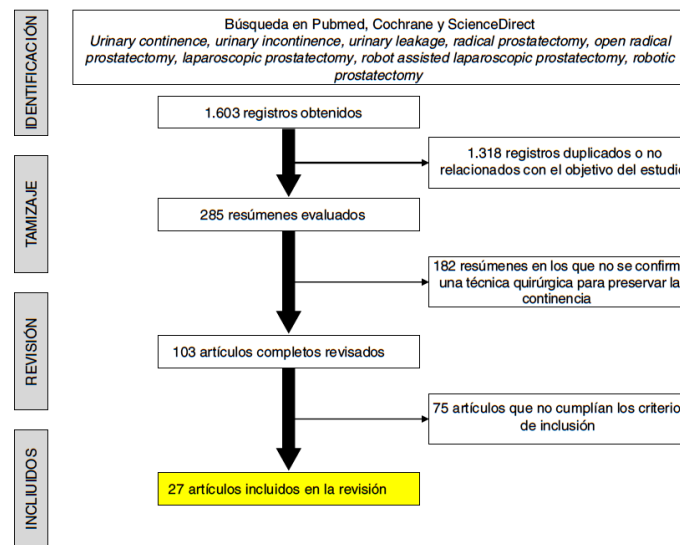 IDENTIFICACIÓN
Búsqueda en Pubmed, Cochrane y ScienceDirect
Urinary continence, urinary incontinence, urinary leakage, radical prostatectomy, open radical
prostatectomy, laparoscopic prostatectomy, robot assisted laparoscopic prostatectomy, robotic
prostatectomy
1.603 registros obtenidos
1.318 registros duplicados o no
relacionados con el objetivo del estudio
TAMIZAJE
285 resúmenes evaluados
182 resúmenes en los que no se confirm
una técnica quirúrgica para preservar la
continencia
REVISIÓN
103 artículos completos revisados
75 artículos que no cumplían los criterio
de inclusión
INCLIUIDOS
27 artículos incluidos en la revisión